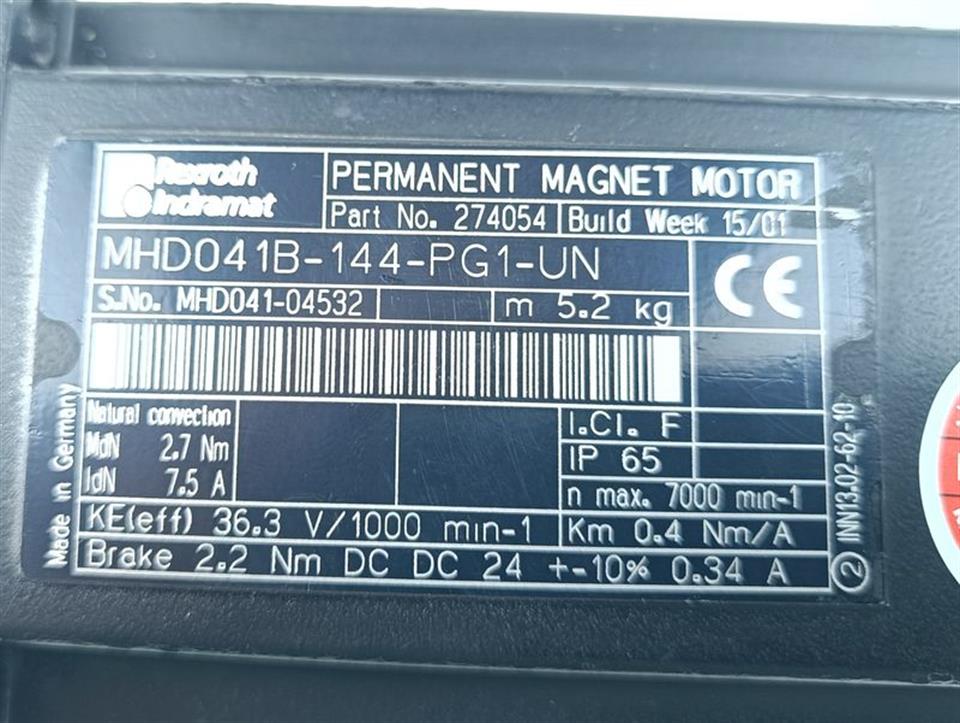 Rexroth
Indramat
PERMANENT MAGNET MOTOR
Part No. 274054 Build Week 15/01
MHD041B-144-PG1-UN
CE
S.No. MHD041-04532 m 5.2 kg
Natural convection
MdN 2.7 Nm
IdN 7.5 A
I.Cl. F
IP 65
n max. 7000 min-1
KE(eff) 36.3 V/1000 min-1 Km 0.4 Nm/A
Brake 2.2 Nm DC DC 24 +-10% 0.34 A
Made in Germany
2 INN13.02-62-10